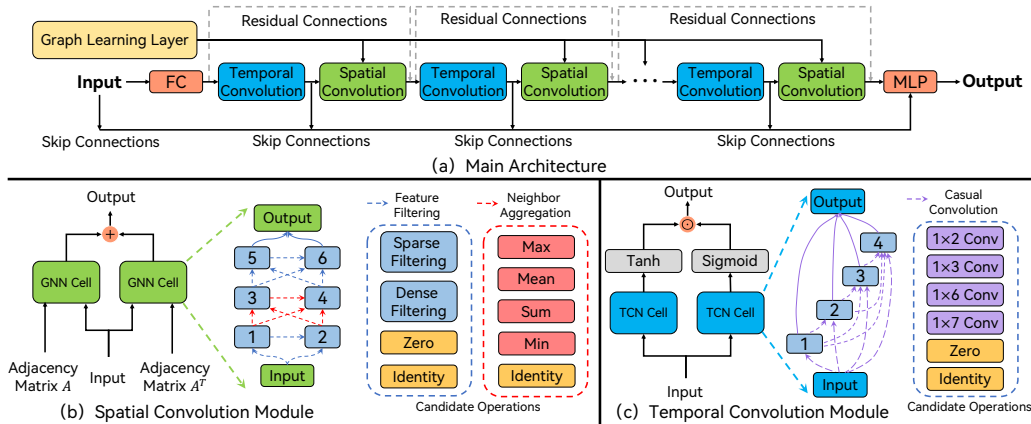 Residual Connections
Residual Connections
Residual Connections
Graph Learning Layer
Input
FC
Temporal
Convolution
Spatial
Convolution
Temporal
Convolution
Spatial
Convolution
...
Temporal
Convolution
Spatial
Convolution
MLP
Output
Skip Connections
Skip Connections
Skip Connections
Skip Connections
(a) Main Architecture
Output
+
GNN Cell
GNN Cell
Adjacency
Matrix A
Input
Adjacency
Matrix A^T
Output
5
6
3
4
1
2
Input
Feature
Filtering
Sparse
Filtering
Dense
Filtering
Zero
Identity
Neighbor
Aggregation
Max
Mean
Sum
Min
Identity
Candidate Operations
(b) Spatial Convolution Module
Output
⊙
Tanh
Sigmoid
TCN Cell
TCN Cell
Input
Output
4
3
2
1
Input
Casual
Convolution
1×2 Conv
1×3 Conv
1×6 Conv
1×7 Conv
Zero
Identity
Candidate Operations
(c) Temporal Convolution Module